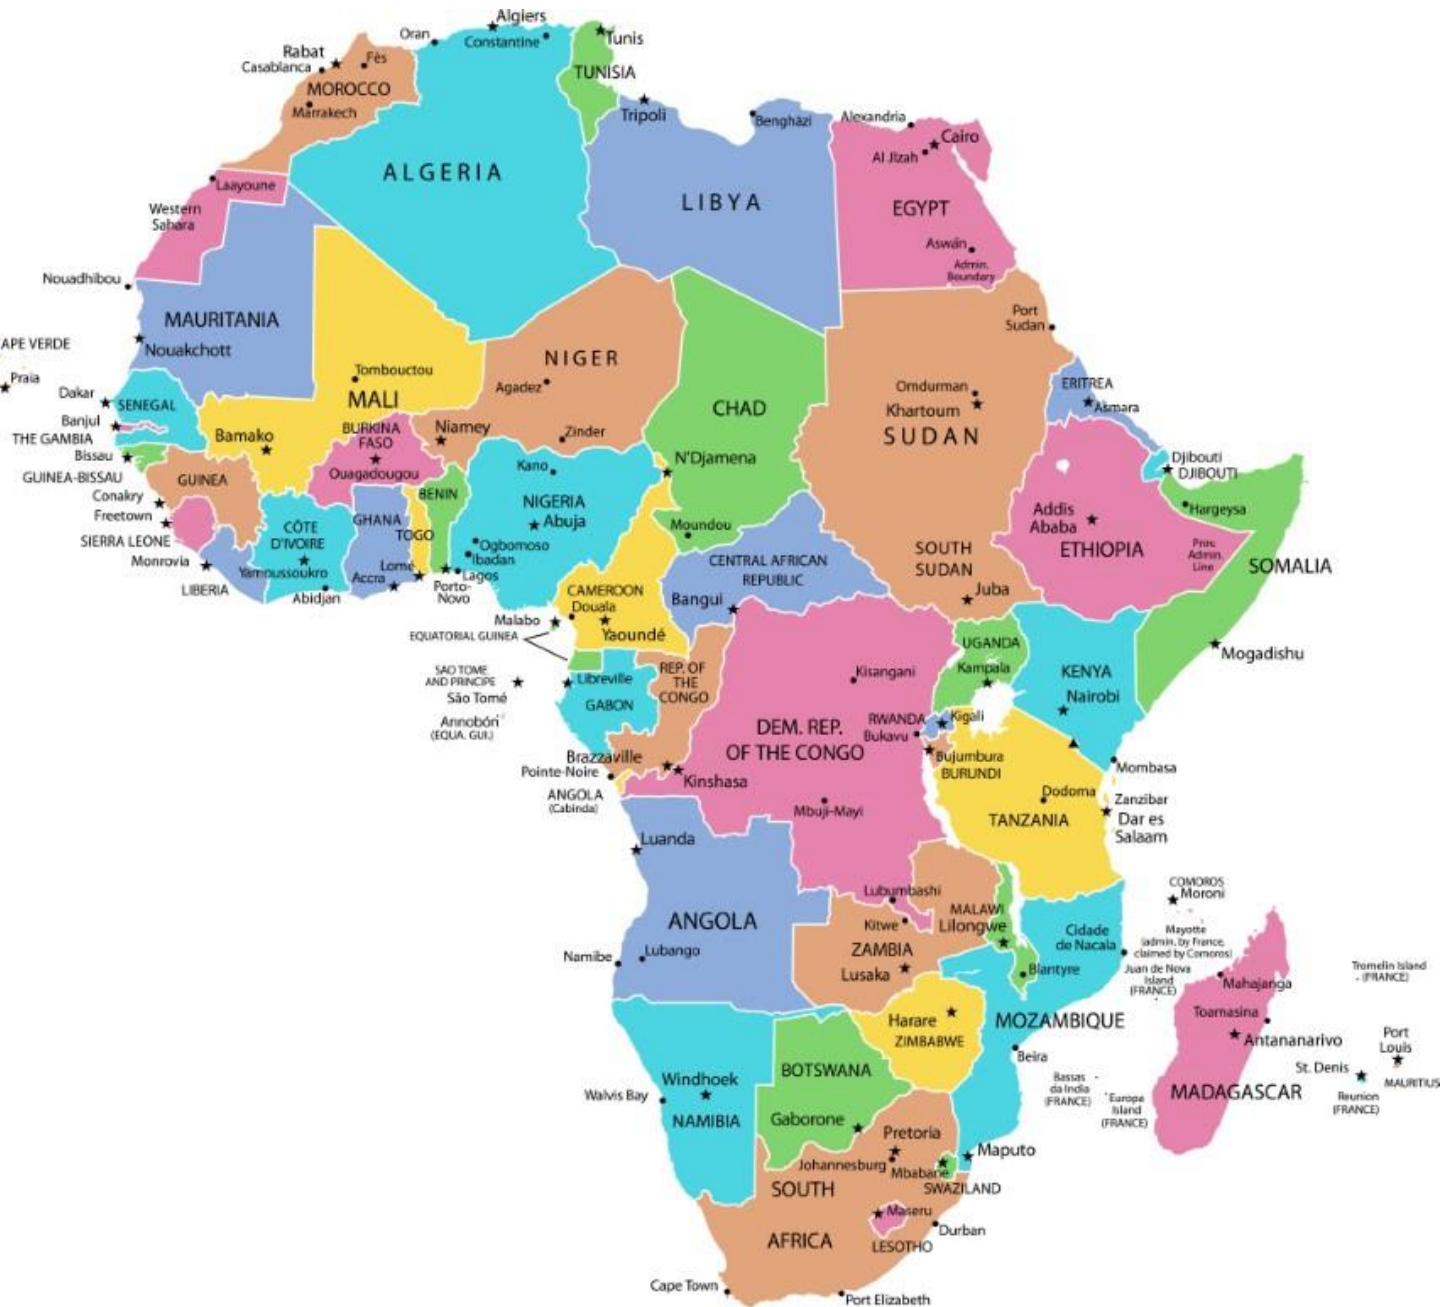 Algiers
Oran
Constantine
Tunis
Rabat
Fès
Casablanca
TUNISIA
MOROCCO
Marrakech
Tripoli
Benghàzi
Alexandria
Cairo
Al Jīzah
ALGERIA
LIBYA
EGYPT
Laayoune
Western
Sahara
Aswān
Admin.
Boundary
Nouadhibou
Port
Sudan
MAURITANIA
Nouakchott
APE VERDE
Praia
NIGER
Agadez
Tombouctou
MALI
Dakar
SENEGAL
CHAD
Omdurman
Khartoum
SUDAN
ERITREA
Asmara
Banjul
THE GAMBIA
Bamako
BURKINA
FASO
Niamey
Zinder
Bissau
GUINEA-BISSAU
Ouagadougou
Kano
N'Djamena
Djibouti
DJIBOUTI
GUINEA
Conakry
Freetown
SIERRA LEONE
BENIN
NIGERIA
Abuja
Hargeysa
CÔTE
D'IVOIRE
GHANA
TOGO
Moundou
Addis
Ababa
ETHIOPIA
Prov.
Admin.
Line
SOMALIA
Monrovia
LIBERIA
Yamoussoukro
Abidjan
Accra
Lomé
Ogbomoso
Ibadan
Lagos
Porto-
Novo
CENTRAL AFRICAN
REPUBLIC
Bangui
SOUTH
SUDAN
Juba
CAMEROON
Douala
Yaoundé
Malabo
EQUATORIAL GUINEA
UGANDA
Kampala
KENYA
Nairobi
Mogadishu
SAO TOME
AND PRINCIPE
São Tomé
Libreville
GABON
REP. OF
THE
CONGO
Kisangani
Annobón
(EQUA. GUI.)
DEM. REP.
OF THE CONGO
RWANDA
Kigali
Bukavu
Bujumbura
BURUNDI
Brazzaville
Pointe-Noire
Kinshasa
Mombasa
ANGOLA
(Cabinda)
Mbuji-Mayi
Dodoma
TANZANIA
Zanzibar
Dar es
Salaam
Luanda
Lubumbashi
COMOROS
Moroni
ANGOLA
Kitwe
MALAWI
Lilongwe
Cidade
de Nacala
Mayotte
(admin. by France,
claimed by Comoros)
Namibe
Lubango
ZAMBIA
Lusaka
Blantyre
Juan de Nova
Island
(FRANCE)
Mahajanga
Tromelin Island
(FRANCE)
Harare
ZIMBABWE
MOZAMBIQUE
Toamasina
Antananarivo
Port
Louis
Beira
BOTSWANA
Windhoek
Walvis Bay
NAMIBIA
Bassas
da India
(FRANCE)
Europa
Island
(FRANCE)
MADAGASCAR
St. Denis
MAURITIUS
Reunion
(FRANCE)
Gaborone
Pretoria
Maputo
Johannesburg
Mbabane
SWAZILAND
SOUTH
AFRICA
Maseru
LESOTHO
Durban
Cape Town
Port Elizabeth